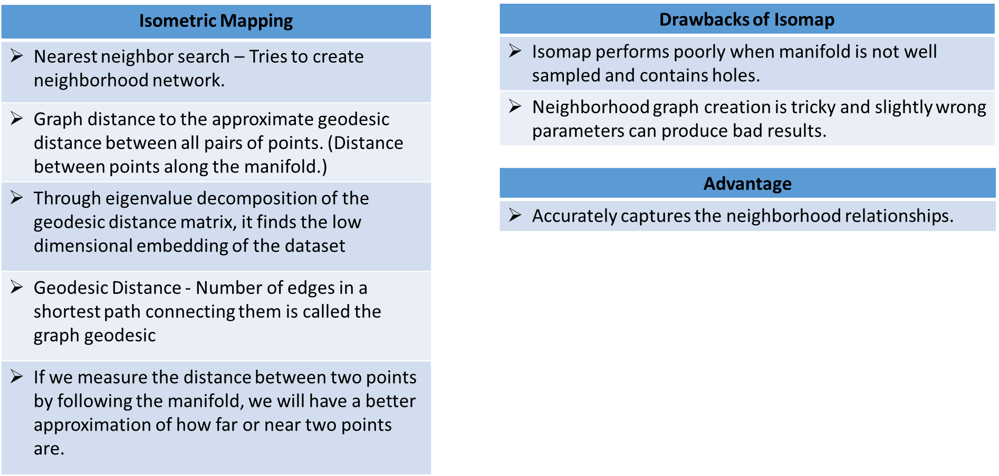 Isometric Mapping
➢ Nearest neighbor search – Tries to create
neighborhood network.
➢ Graph distance to the approximate geodesic
distance between all pairs of points. (Distance
between points along the manifold.)
➢ Through eigenvalue decomposition of the
geodesic distance matrix, it finds the low
dimensional embedding of the dataset
➢ Geodesic Distance - Number of edges in a
shortest path connecting them is called the
graph geodesic
➢ If we measure the distance between two points
by following the manifold, we will have a better
approximation of how far or near two points
are.
Drawbacks of Isomap
➢ Isomap performs poorly when manifold is not well
sampled and contains holes.
➢ Neighborhood graph creation is tricky and slightly wrong
parameters can produce bad results.
Advantage
➢ Accurately captures the neighborhood relationships.